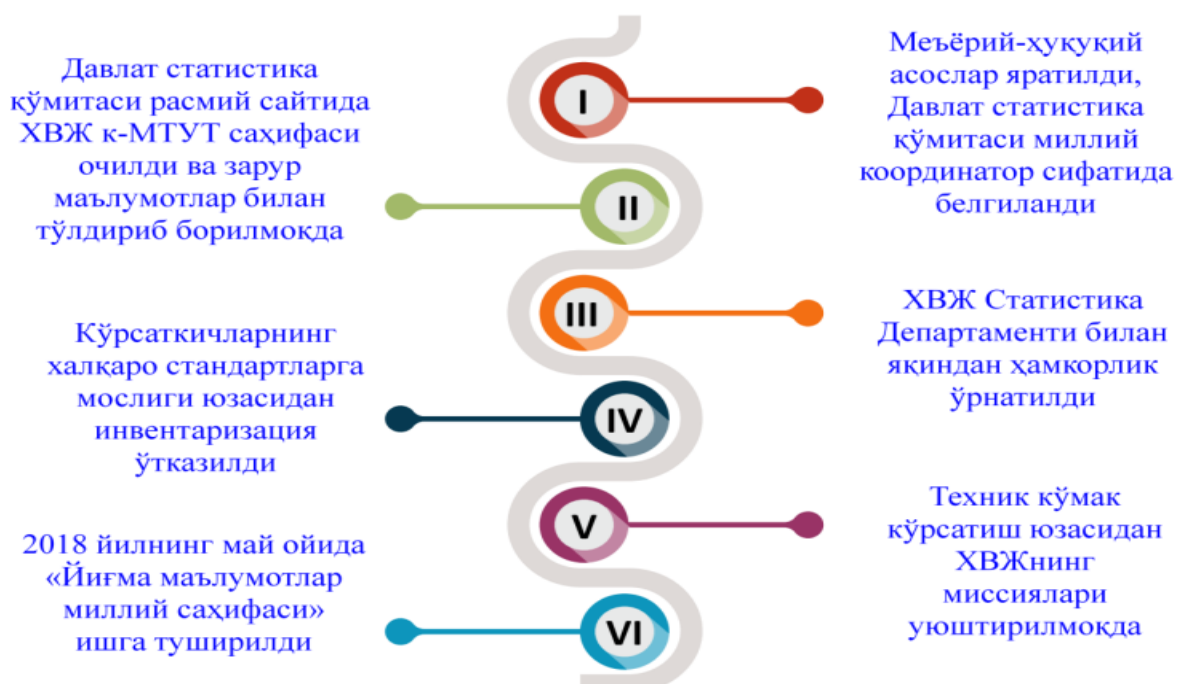 I
Меъёрий-ҳуқуқий
асослар яратилди,
Давлат статистика
қўмитаси миллий
координатор сифатида
белгиланди
Давлат статистика
қўмитаси расмий сайтида
ХВЖ к-МТУТ саҳифаси
очилди ва зарур
маълумотлар билан
тўлдириб борилмоқда
II
III
ХВЖ Статистика
Департаменти билан
яқиндан ҳамкорлик
ўрнатилди
Кўрсаткичларнинг
халқаро стандартларга
мослиги юзасидан
инвентаризация
ўтказилди
IV
V
Техник кўмак
кўрсатиш юзасидан
ХВЖнинг
миссиялари
уюштирилмоқда
2018 йилнинг май ойида
«Йиғма маълумотлар
миллий саҳифаси»
ишга туширилди
VI